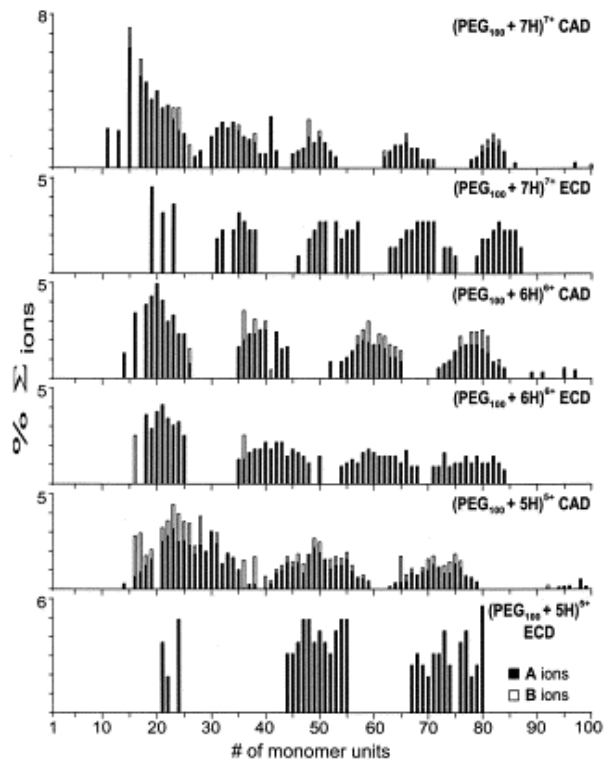 8
(PEG₁₀₀ + 7H)⁷⁺ CAD
5
(PEG₁₀₀ + 7H)⁷⁺ ECD
5
(PEG₁₀₀ + 6H)⁶⁺ CAD
% Σ ions
5
(PEG₁₀₀ + 6H)⁶⁺ ECD
5
(PEG₁₀₀ + 5H)⁵⁺ CAD
6
(PEG₁₀₀ + 5H)⁵⁺
ECD
A ions
B ions
1 10 20 30 40 50 60 70 80 90 100
# of monomer units